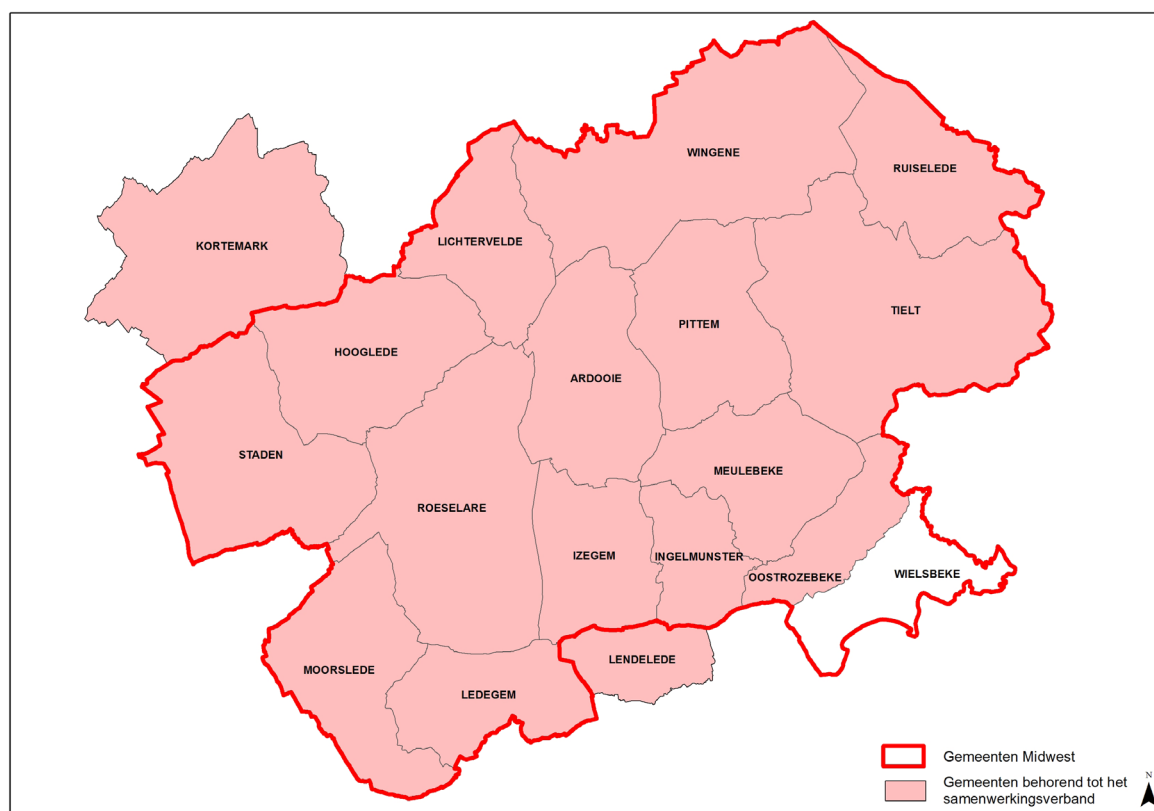 WINGENE
RUISELEDE
KORTEMARK
LICHTERVELDE
TIELT
PITTEM
HOOGLEDE
ARDOOIE
STADEN
MEULEBEKE
ROESELARE
IZEGEM
INGELMUNSTER
OOSTROZEBEKE
WIELSBEKE
LENDELEDE
MOORSLEDE
LEDEGEM
Gemeenten Midwest
Gemeenten behorend tot het
samenwerkingsverband
N